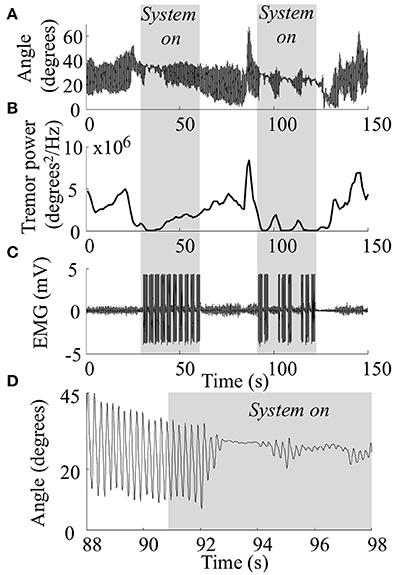 A
System
on
System
on
Angle
(degrees)
60
40
20
0
0
50
150
B
Tremor power
(degrees²/Hz)
x10⁶
10
5
0
0
50
100
150
C
EMG (mV)
5
0
-5
0
50
100
150
Time (s)
D
System on
Angle (degrees)
45
20
0
88
90
92
94
96
98
Time (s)